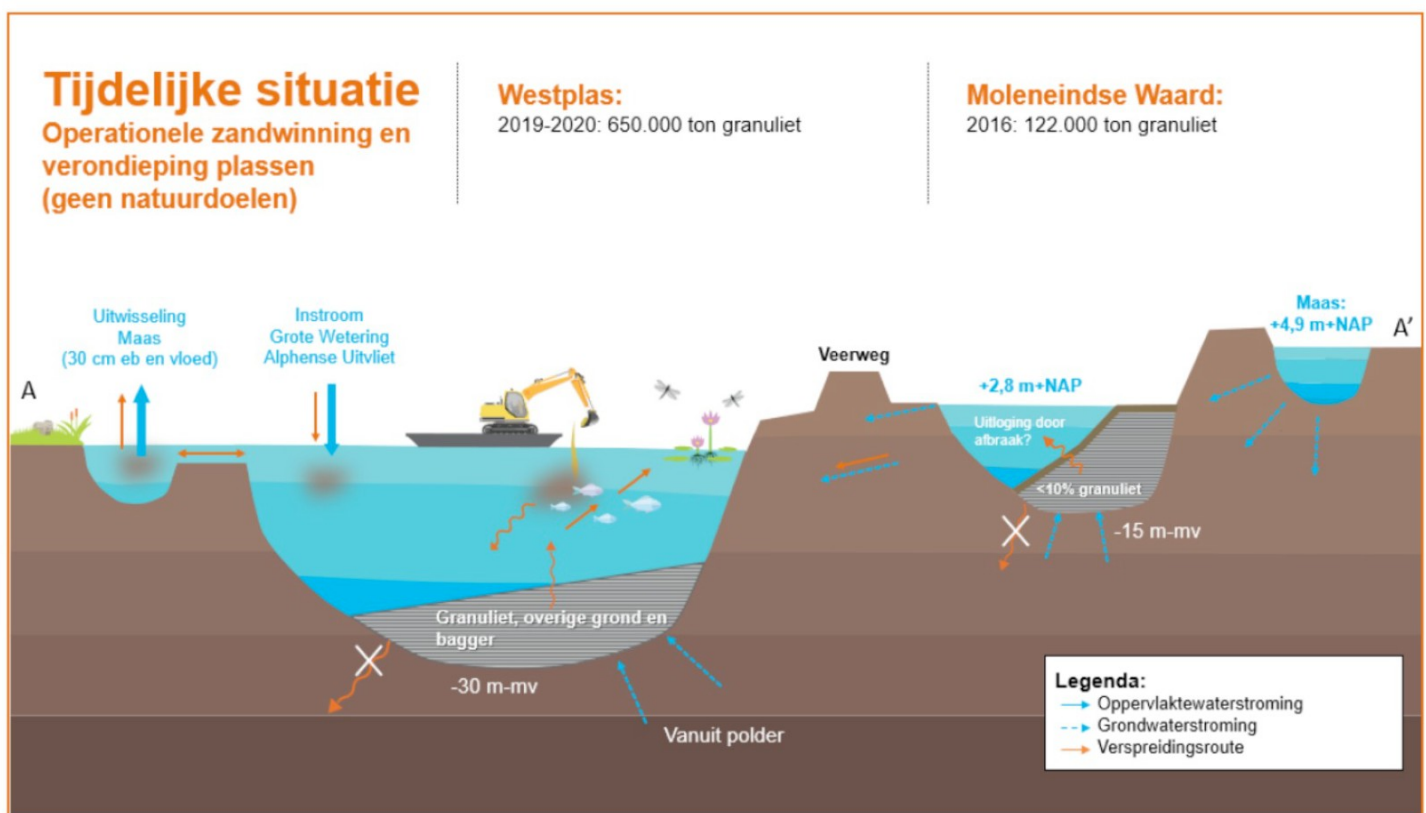 Tijdelijke situatie
Operationele zandwinning en
verondieping plassen
(geen natuurdoelen)
Westplas:
2019-2020: 650.000 ton granuliet
Moleneindse Waard:
2016: 122.000 ton granuliet
Uitwisseling
Maas
(30 cm eb en vloed)
Instroom
Grote Wetering
Alphense Uitvliet
Maas:
+4,9 m+NAP
A
A'
Veerweg
+2,8 m+NAP
Uitloging door
afbraak?
<10% granuliet
-15 m-mv
Granuliet, overige grond en
bagger
-30 m-mv
Vanuit polder
Legenda:
Oppervlaktewaterstroming
Grondwaterstroming
Verspreidingsroute